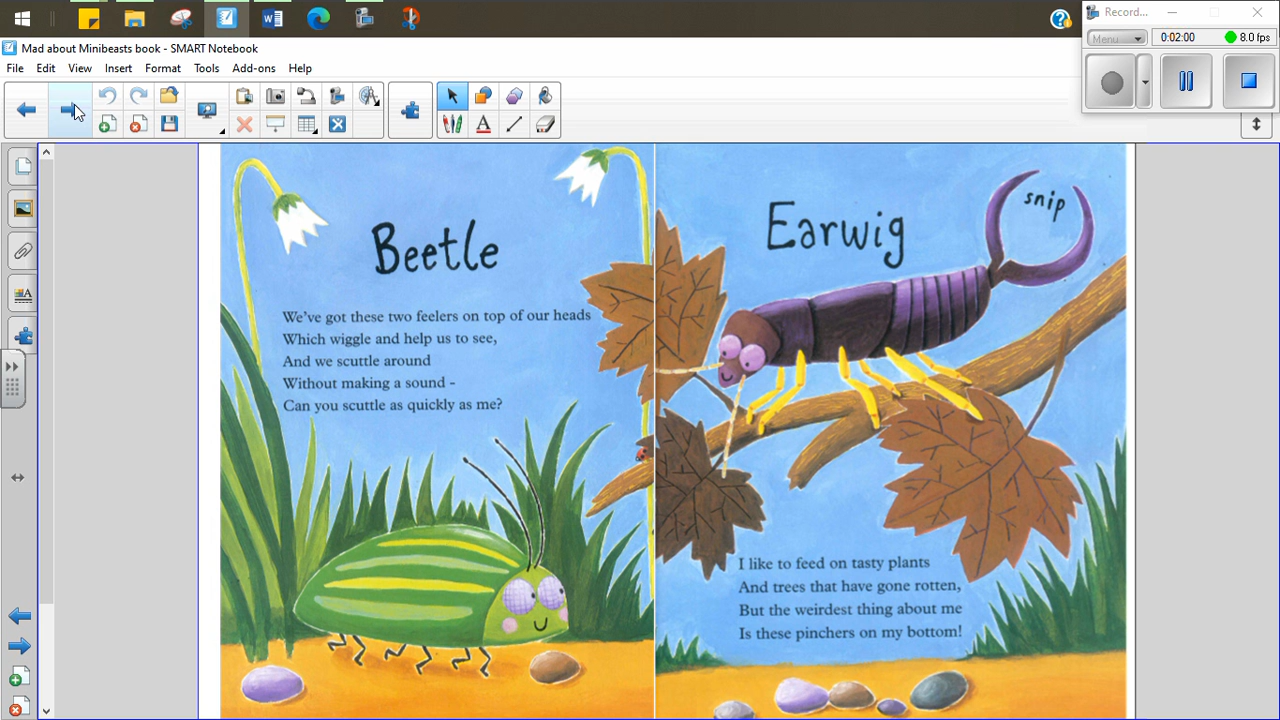 Mad about Minibeasts book - SMART Notebook
File Edit View Insert Format Tools Add-ons Help
Record...
Menu 0:02:00 8.0 fps
Beetle
We've got these two feelers on top of our heads
Which wiggle and help us to see,
And we scuttle around
Without making a sound -
Can you scuttle as quickly as me?
Earwig
snip
I like to feed on tasty plants
And trees that have gone rotten,
But the weirdest thing about me
Is these pinchers on my bottom!